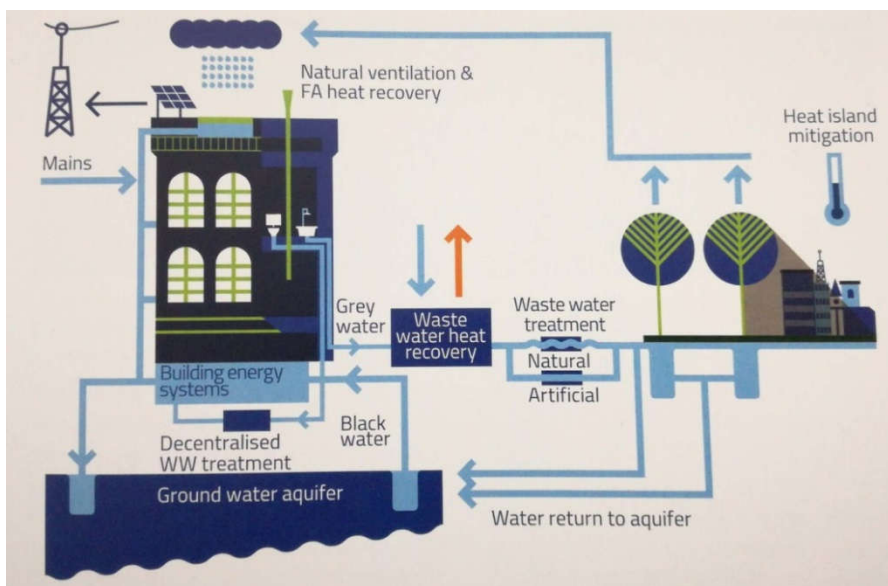 Natural ventilation &
FA heat recovery
Heat island
mitigation
Mains
Grey
water
Waste
water heat
recovery
Waste water
treatment
Natural
Artificial
Building energy
systems
Black
water
Decentralised
WW treatment
Ground water aquifer
Water return to aquifer